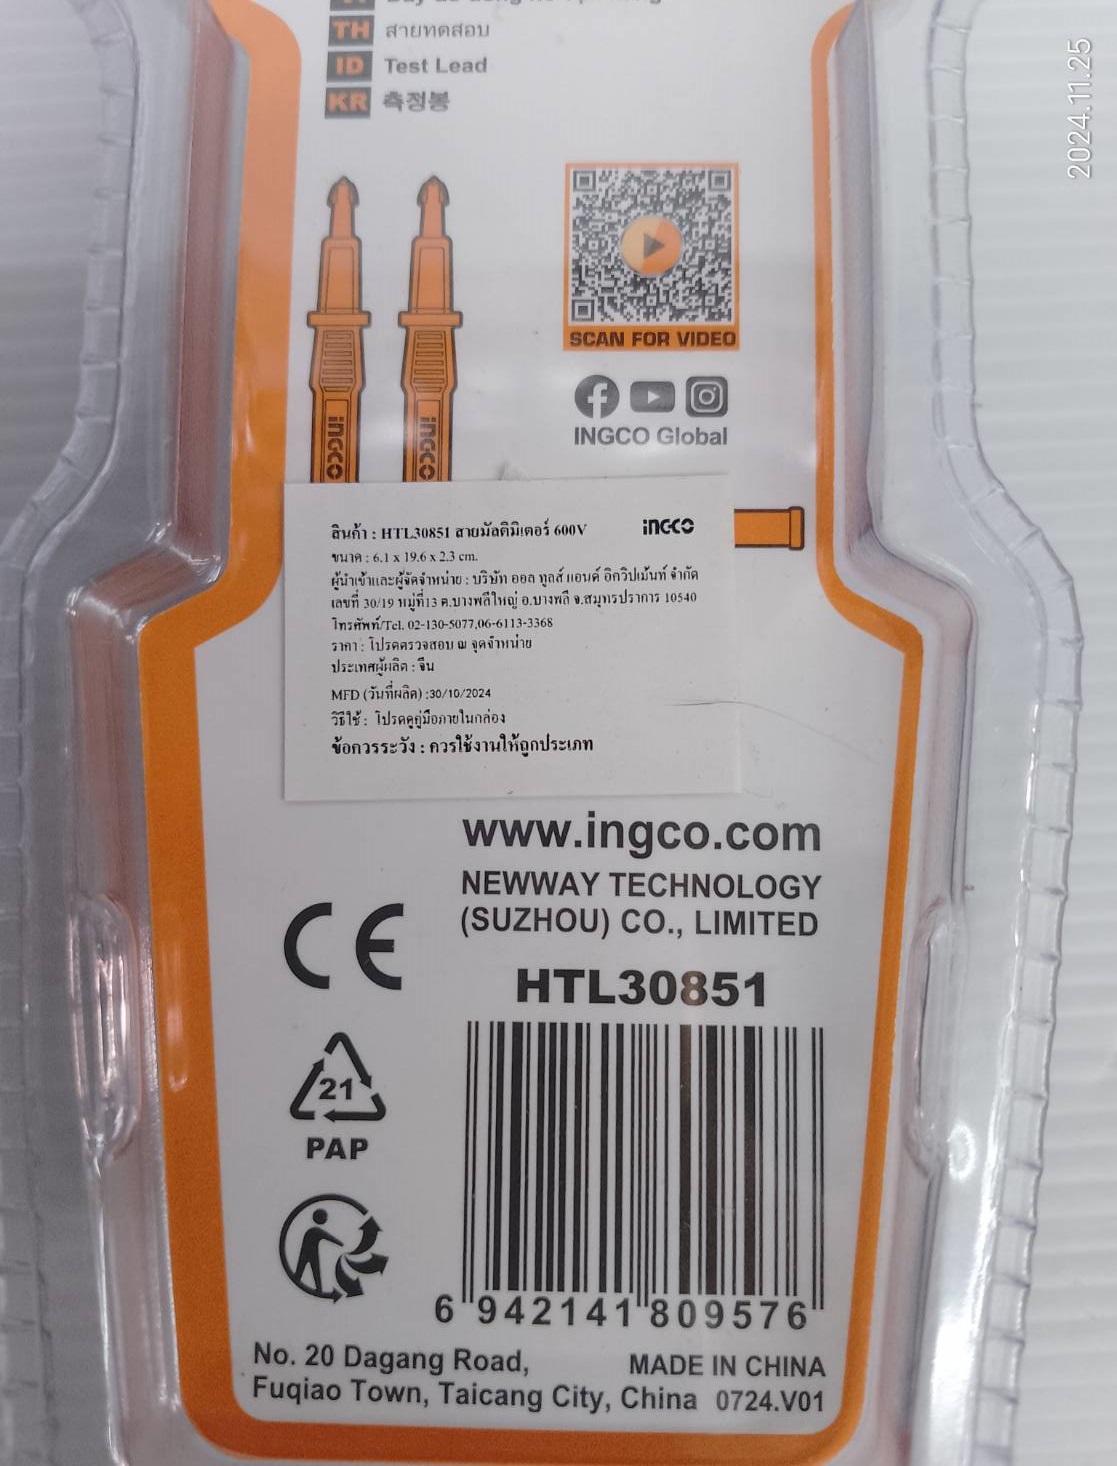 TH สายทดสอบ
ID Test Lead
KR 측정봉
2024.11.25
SCAN FOR VIDEO
INGCO Global
INGCO
INGCO
สินค้า : HTL30851 สายมัลติมิเตอร์ 600V
INGCO
ขนาด : 6.1 x 19.6 x 2.3 cm.
ผู้นำเข้าและผู้จัดจำหน่าย : บริษัท ออล ทูลส์ แอนด์ อิควิปเม้นท์ จำกัด
เลขที่ 30/19 หมู่ที่13 ต.บางพลีใหญ่ อ.บางพลี จ.สมุทรปราการ 10540
โทรศัพท์/Tel. 02-130-5077,06-6113-3368
ราคา : โปรดตรวจสอบ ณ จุดจำหน่าย
ประเทศผู้ผลิต : จีน
MFD (วันที่ผลิต) :30/10/2024
วิธีใช้ : โปรดดูคู่มือภายในกล่อง
ข้อควรระวัง : ควรใช้งานให้ถูกประเภท
www.ingco.com
NEWWAY TECHNOLOGY
(SUZHOU) CO., LIMITED
CE
HTL30851
21
PAP
6 942141 809576
No. 20 Dagang Road,
MADE IN CHINA
Fuqiao Town, Taicang City, China 0724.V01